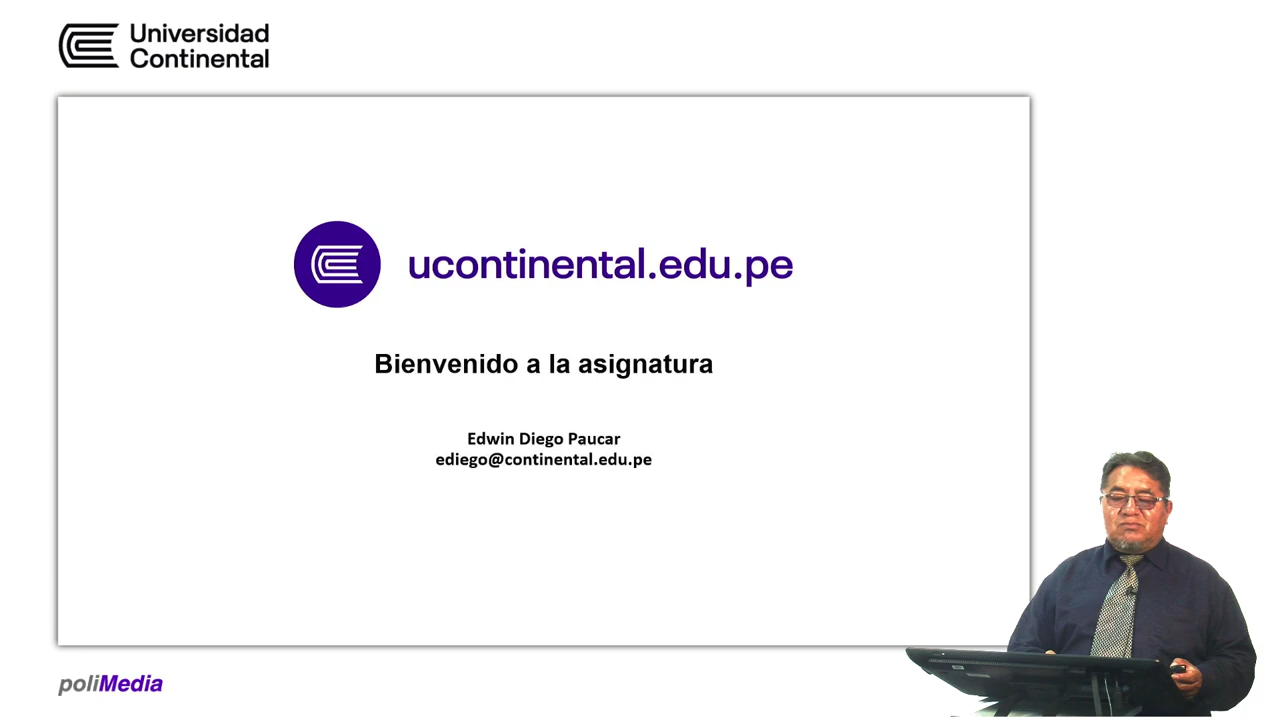 Universidad
Continental
ucontinental.edu.pe
Bienvenido a la asignatura
Edwin Diego Paucar
ediego@continental.edu.pe
poliMedia